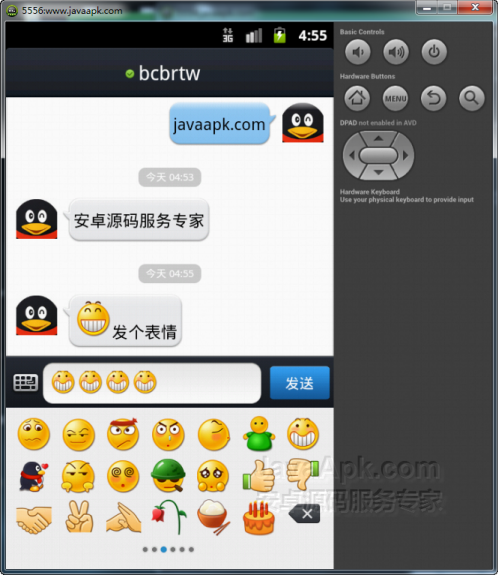 5556:www.javaapk.com
3G
4:55
bcbrtw
javaapk.com
今天 04:53
安卓源码服务专家
今天 04:55
发个表情
发送
Basic Controls
Hardware Buttons
MENU
DPAD not enabled in AVD
Hardware Keyboard
Use your physical keyboard to provide input
JavaApk.com
安卓源码服务专家